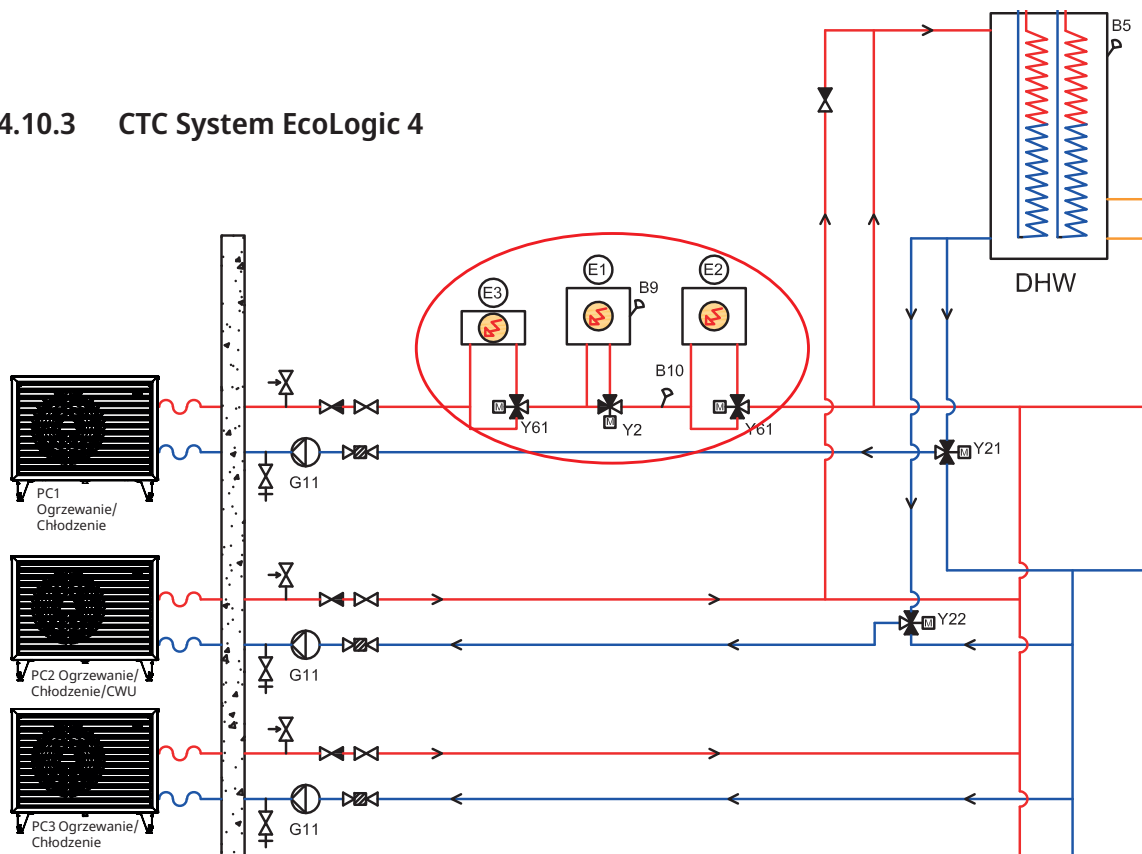 4.10.3 CTC System EcoLogic 4
B5
DHW
E3
E1
E2
B9
B10
M
Y61
M
Y2
M
Y61
PC1
Ogrzewanie/
Chłodzenie
G11
M
Y21
PC2 Ogrzewanie/
Chłodzenie/CWU
G11
M
Y22
PC3 Ogrzewanie/
Chłodzenie
G11